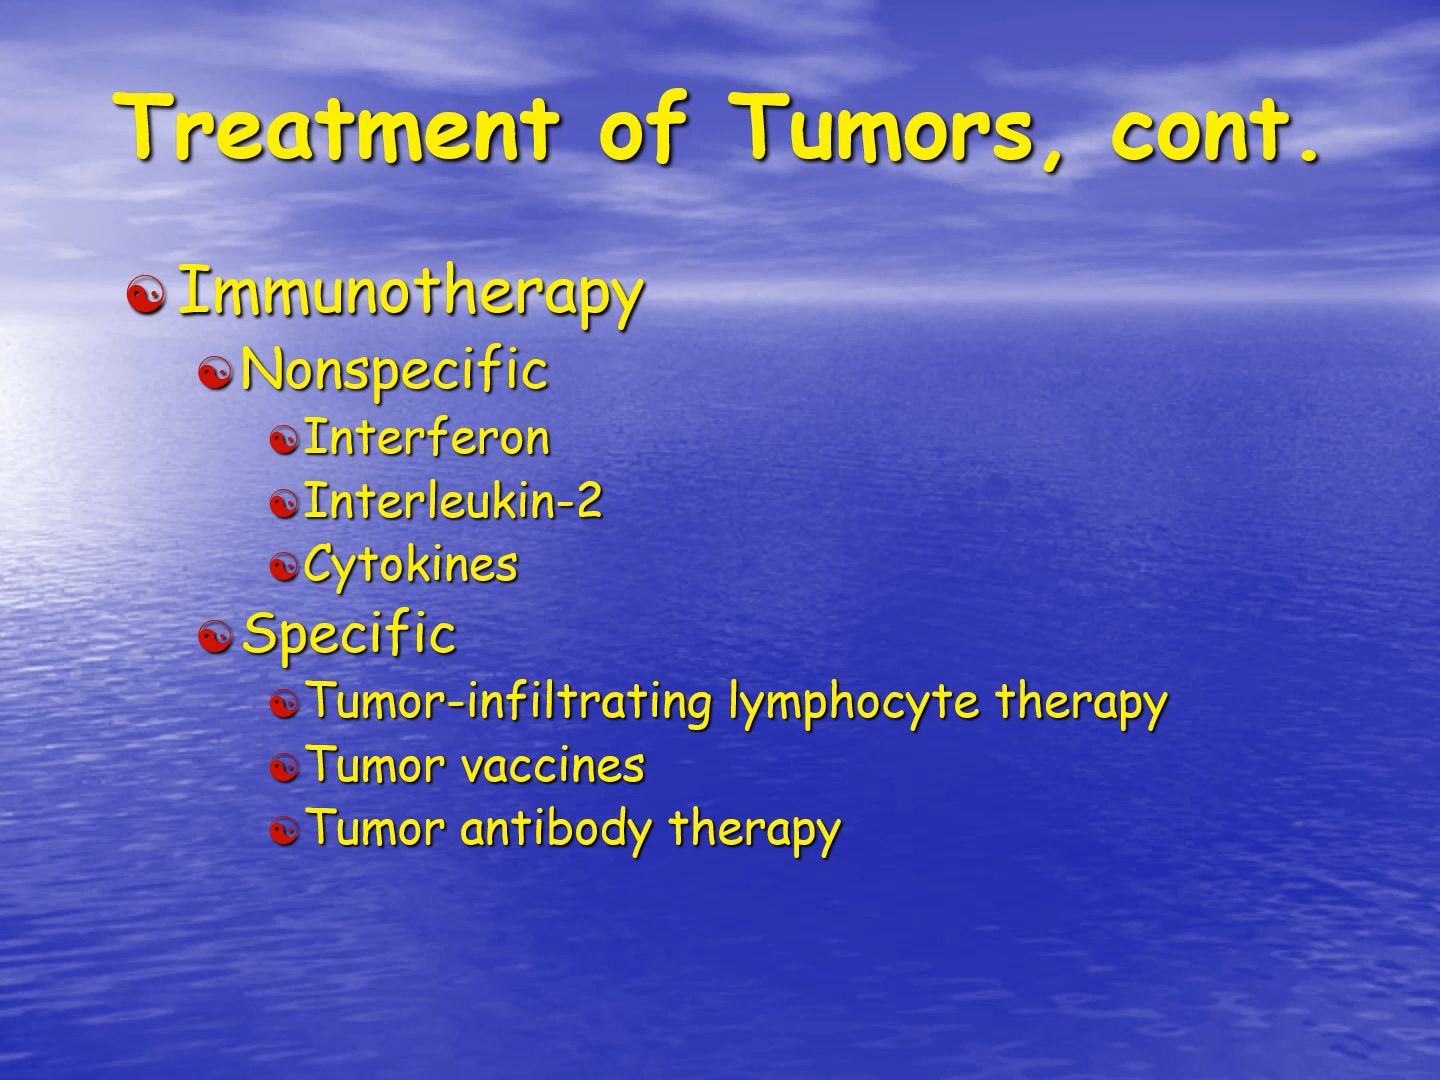 Treatment of Tumors, cont.
Immunotherapy
Nonspecific
Interferon
Interleukin-2
Cytokines
Specific
Tumor-infiltrating lymphocyte therapy
Tumor vaccines
Tumor antibody therapy